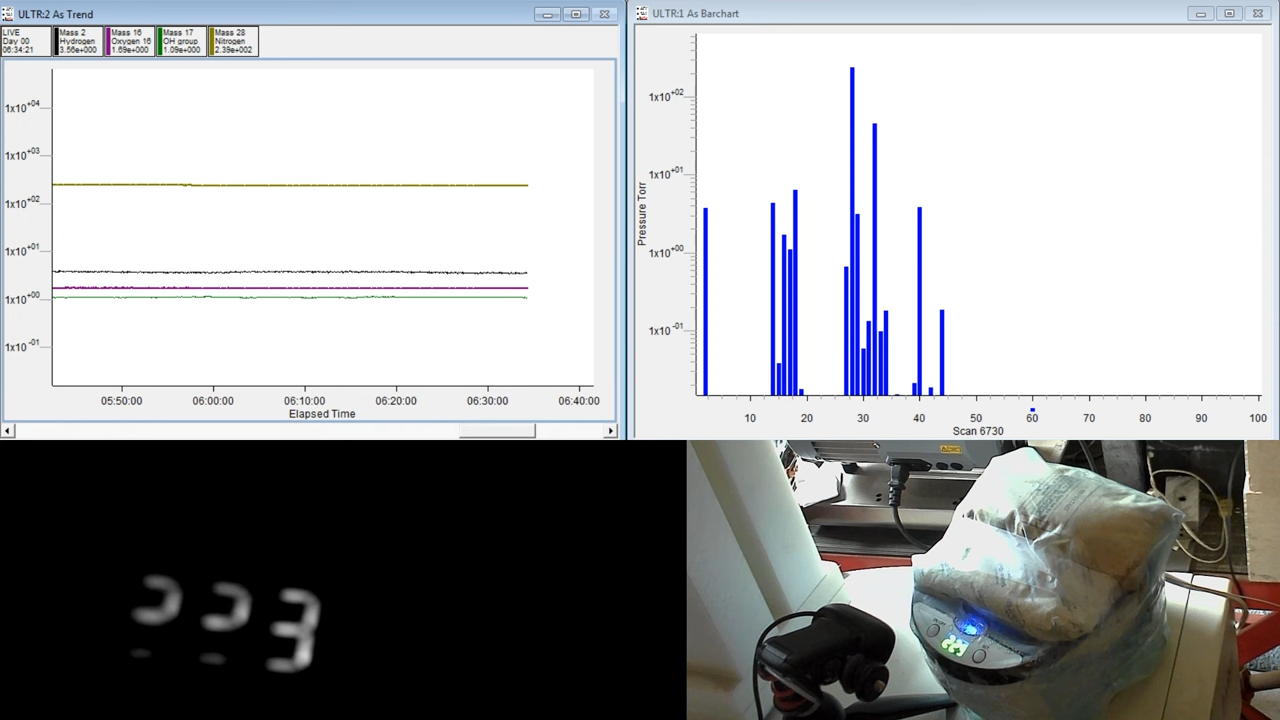 ULTR:2 As Trend
LIVE
Day 00
06:34:21
Mass 2
Hydrogen
3.56e+000
Mass 16
Oxygen 16
1.69e+000
Mass 17
OH group
1.09e+000
Mass 28
Nitrogen
2.39e+002
1x10+04
1x10+03
1x10+02
1x10+01
1x10+00
1x10-01
05:50:00 06:00:00 06:10:00 06:20:00 06:30:00 06:40:00
Elapsed Time
ULTR:1 As Barchart
Pressure Torr
1x10+02
1x10+01
1x10+00
1x10-01
10 20 30 40 50 60 70 80 90 100
Scan 6730